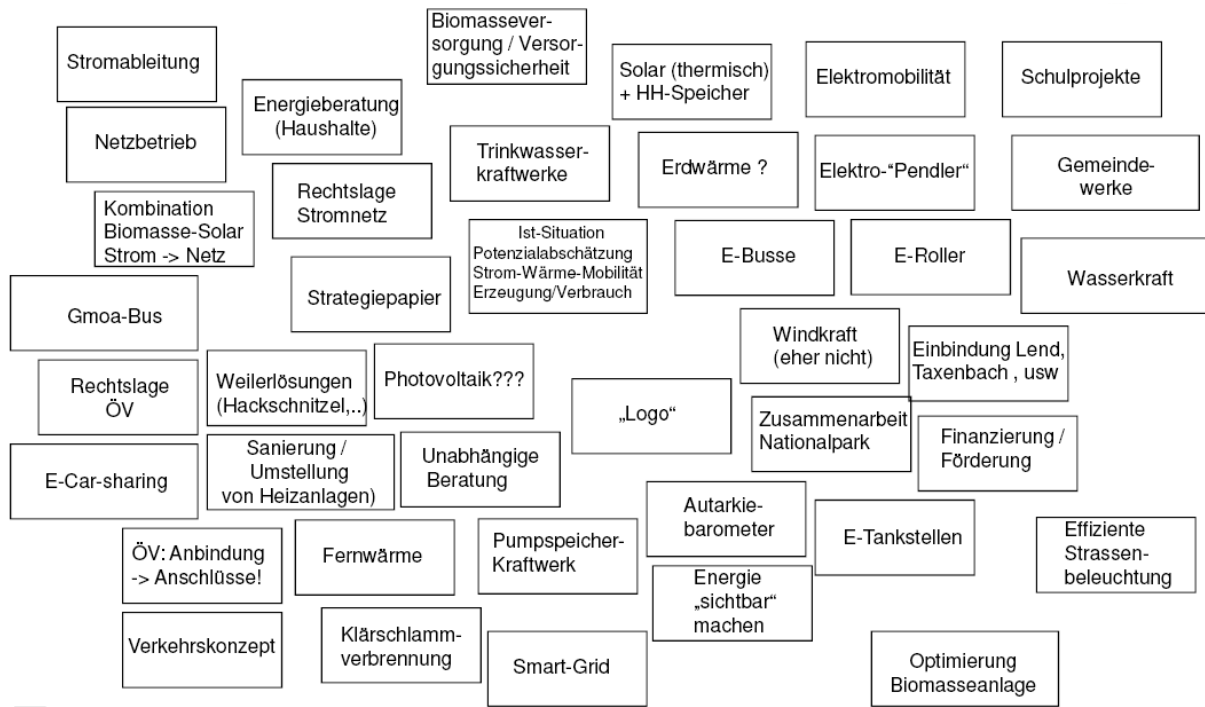 Stromableitung
Biomassever-
sorgung / Versor-
gungssicherheit
Solar (thermisch)
+ HH-Speicher
Elektromobilität
Schulprojekte
Energieberatung
(Haushalte)
Netzbetrieb
Trinkwasser-
kraftwerke
Erdwärme ?
Elektro-“Pendler“
Gemeinde-
werke
Rechtslage
Stromnetz
Kombination
Biomasse-Solar
Strom -> Netz
Ist-Situation
Potenzialabschätzung
Strom-Wärme-Mobilität
Erzeugung/Verbrauch
E-Busse
E-Roller
Wasserkraft
Strategiepapier
Gmoa-Bus
Windkraft
(eher nicht)
Einbindung Lend,
Taxenbach , usw
Rechtslage
ÖV
Weilerlösungen
(Hackschnitzel,..)
Photovoltaik???
„Logo“
Zusammenarbeit
Nationalpark
Finanzierung /
Förderung
E-Car-sharing
Sanierung /
Umstellung
von Heizanlagen)
Unabhängige
Beratung
Autarkie-
barometer
E-Tankstellen
Effiziente
Strassen-
beleuchtung
ÖV: Anbindung
-> Anschlüsse!
Fernwärme
Pumpspeicher-
Kraftwerk
Energie
„sichtbar“
machen
Verkehrskonzept
Klärschlamm-
verbrennung
Smart-Grid
Optimierung
Biomasseanlage